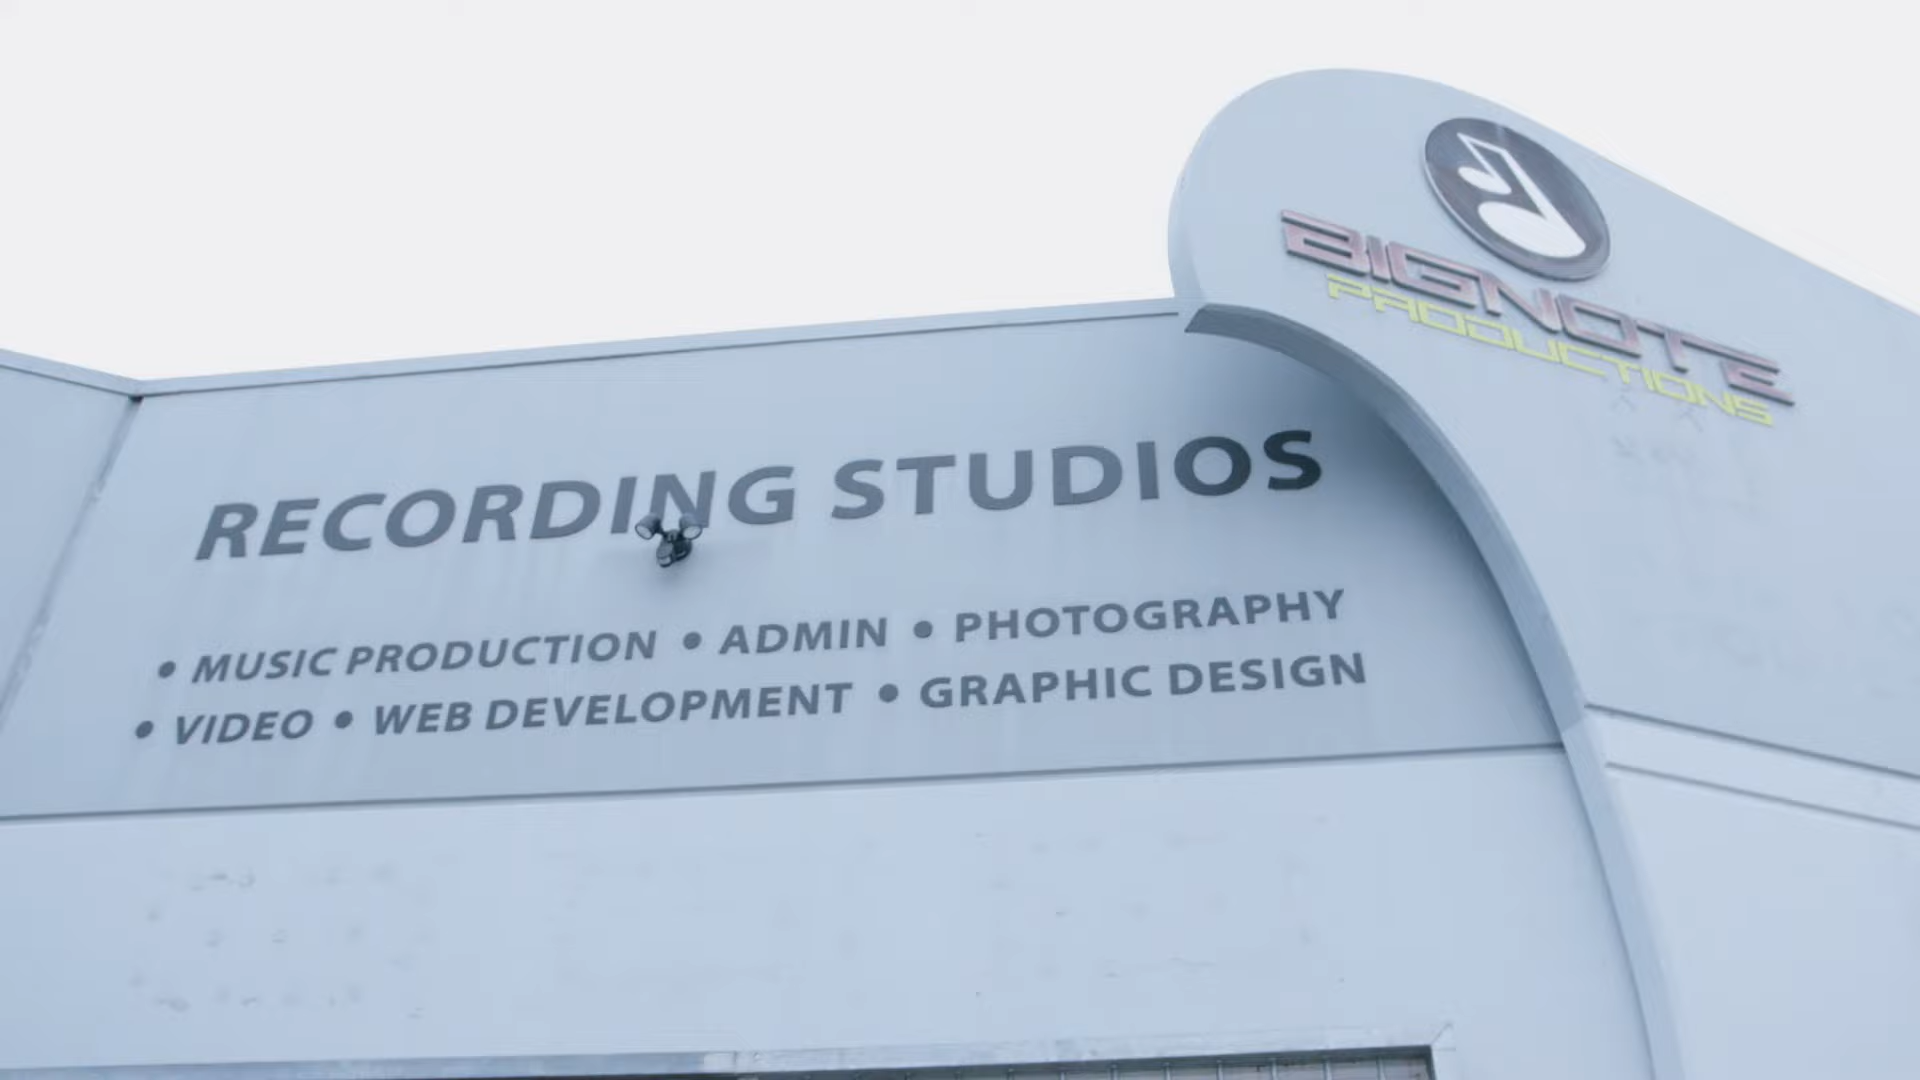 BIGNOTE
PRODUCTIONS
RECORDING STUDIOS
• MUSIC PRODUCTION • ADMIN • PHOTOGRAPHY
• VIDEO • WEB DEVELOPMENT • GRAPHIC DESIGN